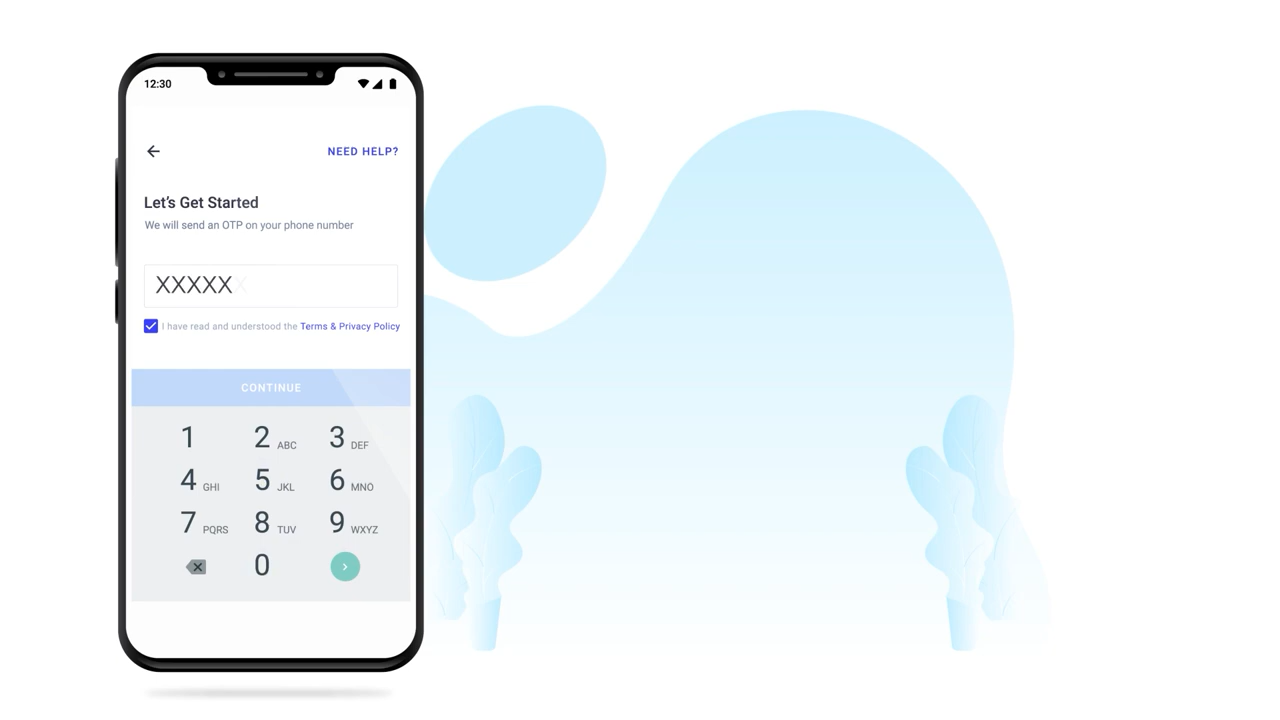 12:30
NEED HELP?
Let's Get Started
We will send an OTP on your phone number
XXXXXX
I have read and understood the Terms & Privacy Policy
CONTINUE
1 2 ABC 3 DEF
4 GHI 5 JKL 6 MNO
7 PQRS 8 TUV 9 WXYZ
0